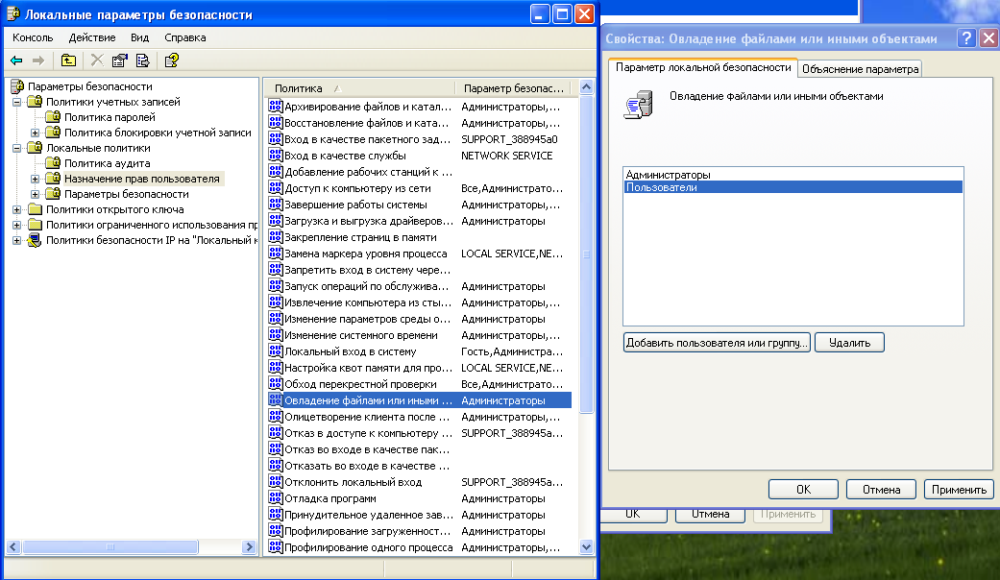 Локальные параметры безопасности
Консоль Действие Вид Справка
Параметры безопасности
Политики учетных записей
Политика паролей
Политика блокировки учетной записи
Локальные политики
Политика аудита
Назначение прав пользователя
Параметры безопасности
Политики открытого ключа
Политики ограниченного использования пр
Политики безопасности IP на "Локальный к
Политика Параметр безопас...
Архивирование файлов и катал... Администраторы,...
Восстановление файлов и ката... Администраторы,...
Вход в качестве пакетного зад... SUPPORT_388945a0
Вход в качестве службы NETWORK SERVICE
Добавление рабочих станций к ...
Доступ к компьютеру из сети Все,Администрато...
Завершение работы системы Администраторы,...
Загрузка и выгрузка драйверов... Администраторы
Закрепление страниц в памяти
Замена маркера уровня процесса LOCAL SERVICE,NE...
Запретить вход в систему чере...
Запуск операций по обслужива... Администраторы
Извлечение компьютера из сты... Администраторы,...
Изменение параметров среды о... Администраторы
Изменение системного времени Администраторы,...
Локальный вход в систему Гость,Администра...
Настройка квот памяти для про... LOCAL SERVICE,NE...
Обход перекрестной проверки Все,Администрато...
Овладение файлами или иными ... Администраторы
Олицетворение клиента после ... Администраторы,...
Отказ в доступе к компьютеру ... SUPPORT_388945a...
Отказ во входе в качестве пак...
Отказать во входе в качестве ...
Отклонить локальный вход SUPPORT_388945a...
Отладка программ Администраторы
Принудительное удаленное зав... Администраторы
Профилирование загруженност... Администраторы
Профилирование одного процесса Администраторы,...
Свойства: Овладение файлами или иными объектами
Параметр локальной безопасности Объяснение параметра
Овладение файлами или иными объектами
Администраторы
Пользователи
Добавить пользователя или группу... Удалить
OK Отмена Применить
OK Отмена Применить